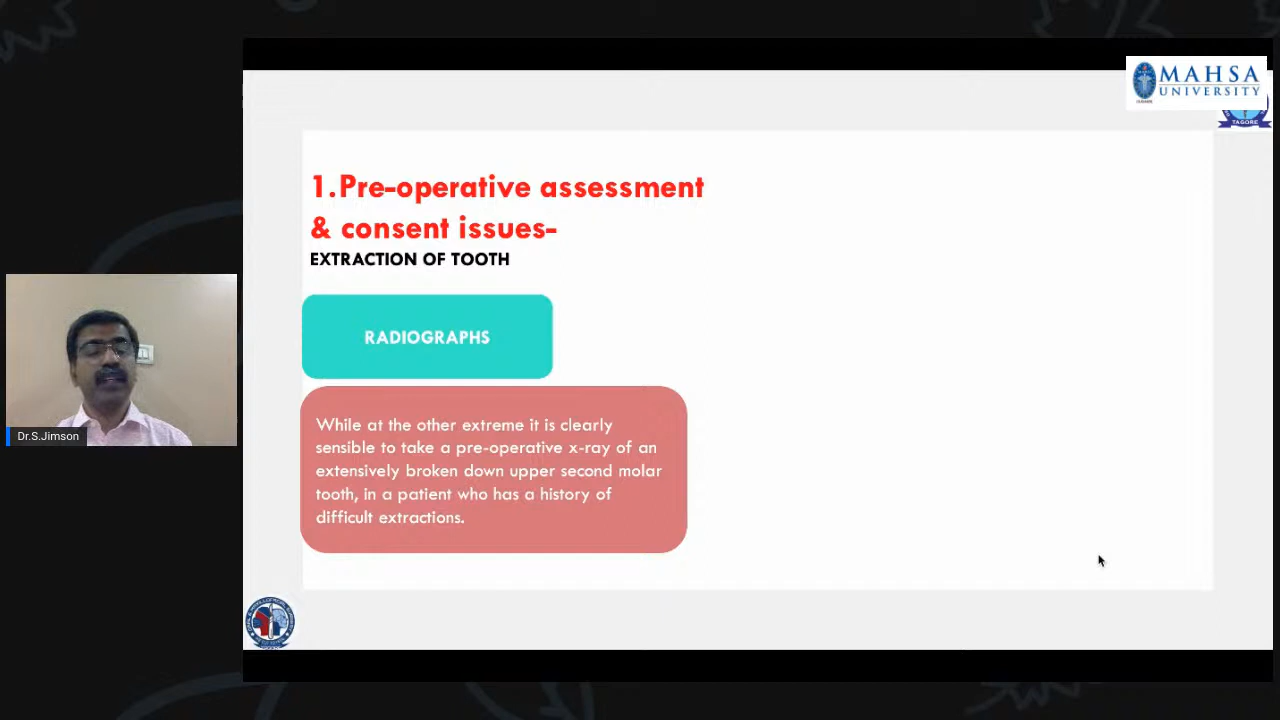 MAHSA
UNIVERSITY
TAGORE
1.Pre-operative assessment
& consent issues-
EXTRACTION OF TOOTH
RADIOGRAPHS
While at the other extreme it is clearly
sensible to take a pre-operative x-ray of an
extensively broken down upper second molar
tooth, in a patient who has a history of
difficult extractions.
Dr.S.Jimson